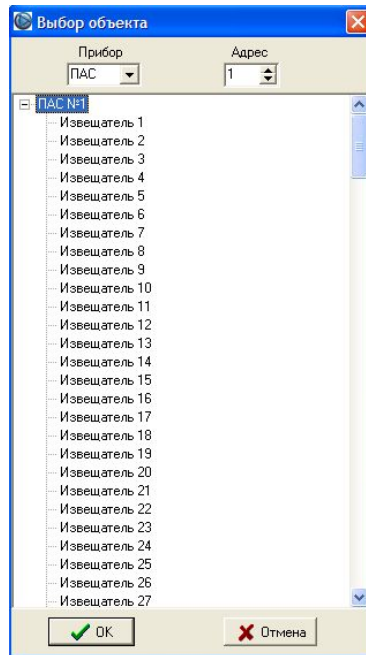 Выбор объекта
Прибор Адрес
ПАС 1
ПАС №1
Извещатель 1
Извещатель 2
Извещатель 3
Извещатель 4
Извещатель 5
Извещатель 6
Извещатель 7
Извещатель 8
Извещатель 9
Извещатель 10
Извещатель 11
Извещатель 12
Извещатель 13
Извещатель 14
Извещатель 15
Извещатель 16
Извещатель 17
Извещатель 18
Извещатель 19
Извещатель 20
Извещатель 21
Извещатель 22
Извещатель 23
Извещатель 24
Извещатель 25
Извещатель 26
Извещатель 27
OK Отмена